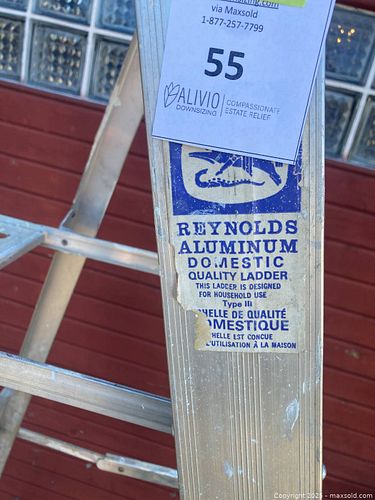 via Maxsold
1-877-257-7799
55
ALIVIO
DOWNSIZING
COMPASSIONATE
ESTATE RELIEF
REYNOLDS
ALUMINUM
DOMESTIC
QUALITY LADDER
THIS LADDER IS DESIGNED
FOR HOUSEHOLD USE
Type III
HELLE DE QUALITÉ
OMESTIQUE
HELLE EST CONCUE
L'UTILISATION À LA MAISON
Copyright 2025 - maxsold.com